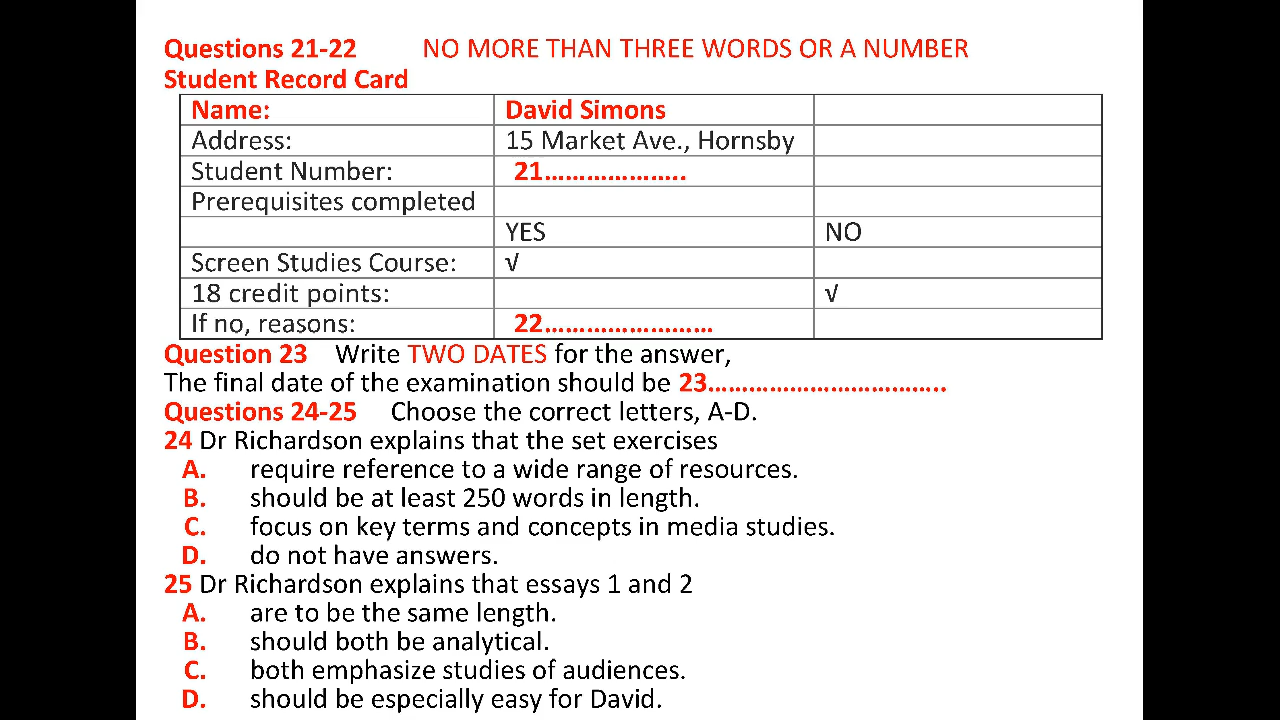 Questions 21-22 NO MORE THAN THREE WORDS OR A NUMBER
Student Record Card
Name: David Simons
Address: 15 Market Ave., Hornsby
Student Number: 21………………..
Prerequisites completed
YES NO
Screen Studies Course: √
18 credit points: √
If no, reasons: 22……………………
Question 23 Write TWO DATES for the answer,
The final date of the examination should be 23……………………………..
Questions 24-25 Choose the correct letters, A-D.
24 Dr Richardson explains that the set exercises
A. require reference to a wide range of resources.
B. should be at least 250 words in length.
C. focus on key terms and concepts in media studies.
D. do not have answers.
25 Dr Richardson explains that essays 1 and 2
A. are to be the same length.
B. should both be analytical.
C. both emphasize studies of audiences.
D. should be especially easy for David.